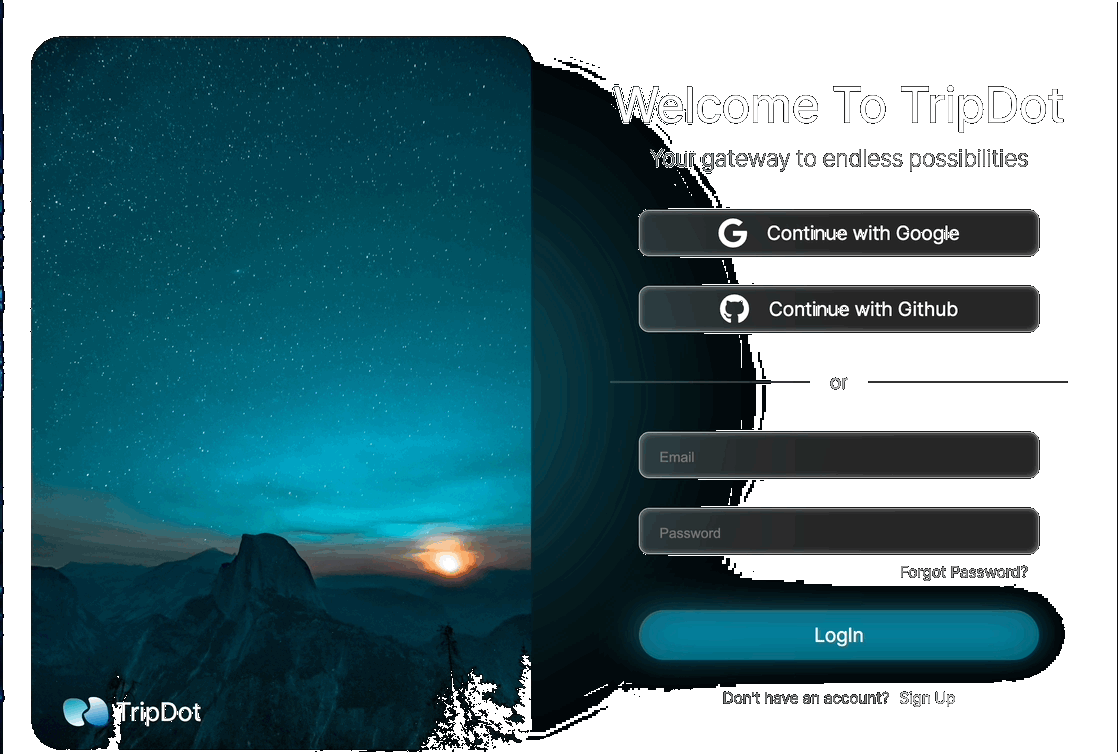 Welcome To TripDot
Your gateway to endless possibilities
Continue with Google
Continue with Github
or
Email
Password
Forgot Password?
LogIn
Don't have an account? Sign Up
TripDot